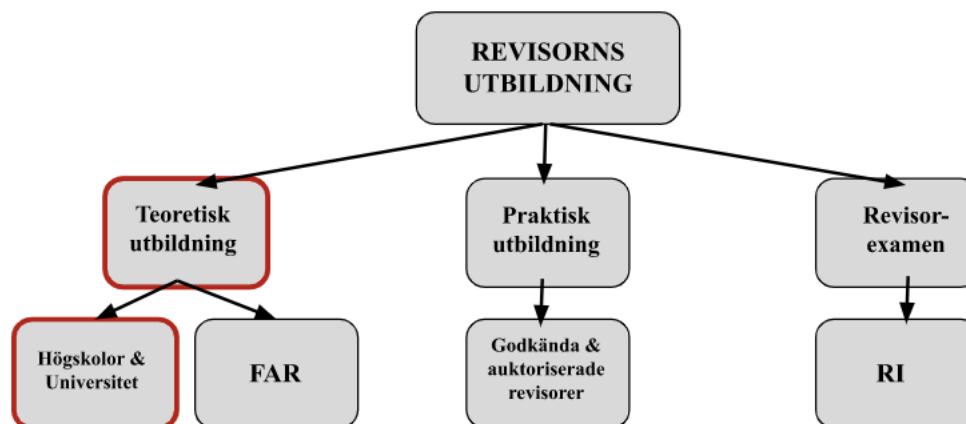 REVISORNS
UTBILDNING
Teoretisk
utbildning
Praktisk
utbildning
Revisor-
examen
Högskolor &
Universitet
FAR
Godkända &
auktoriserade
revisorer
RI